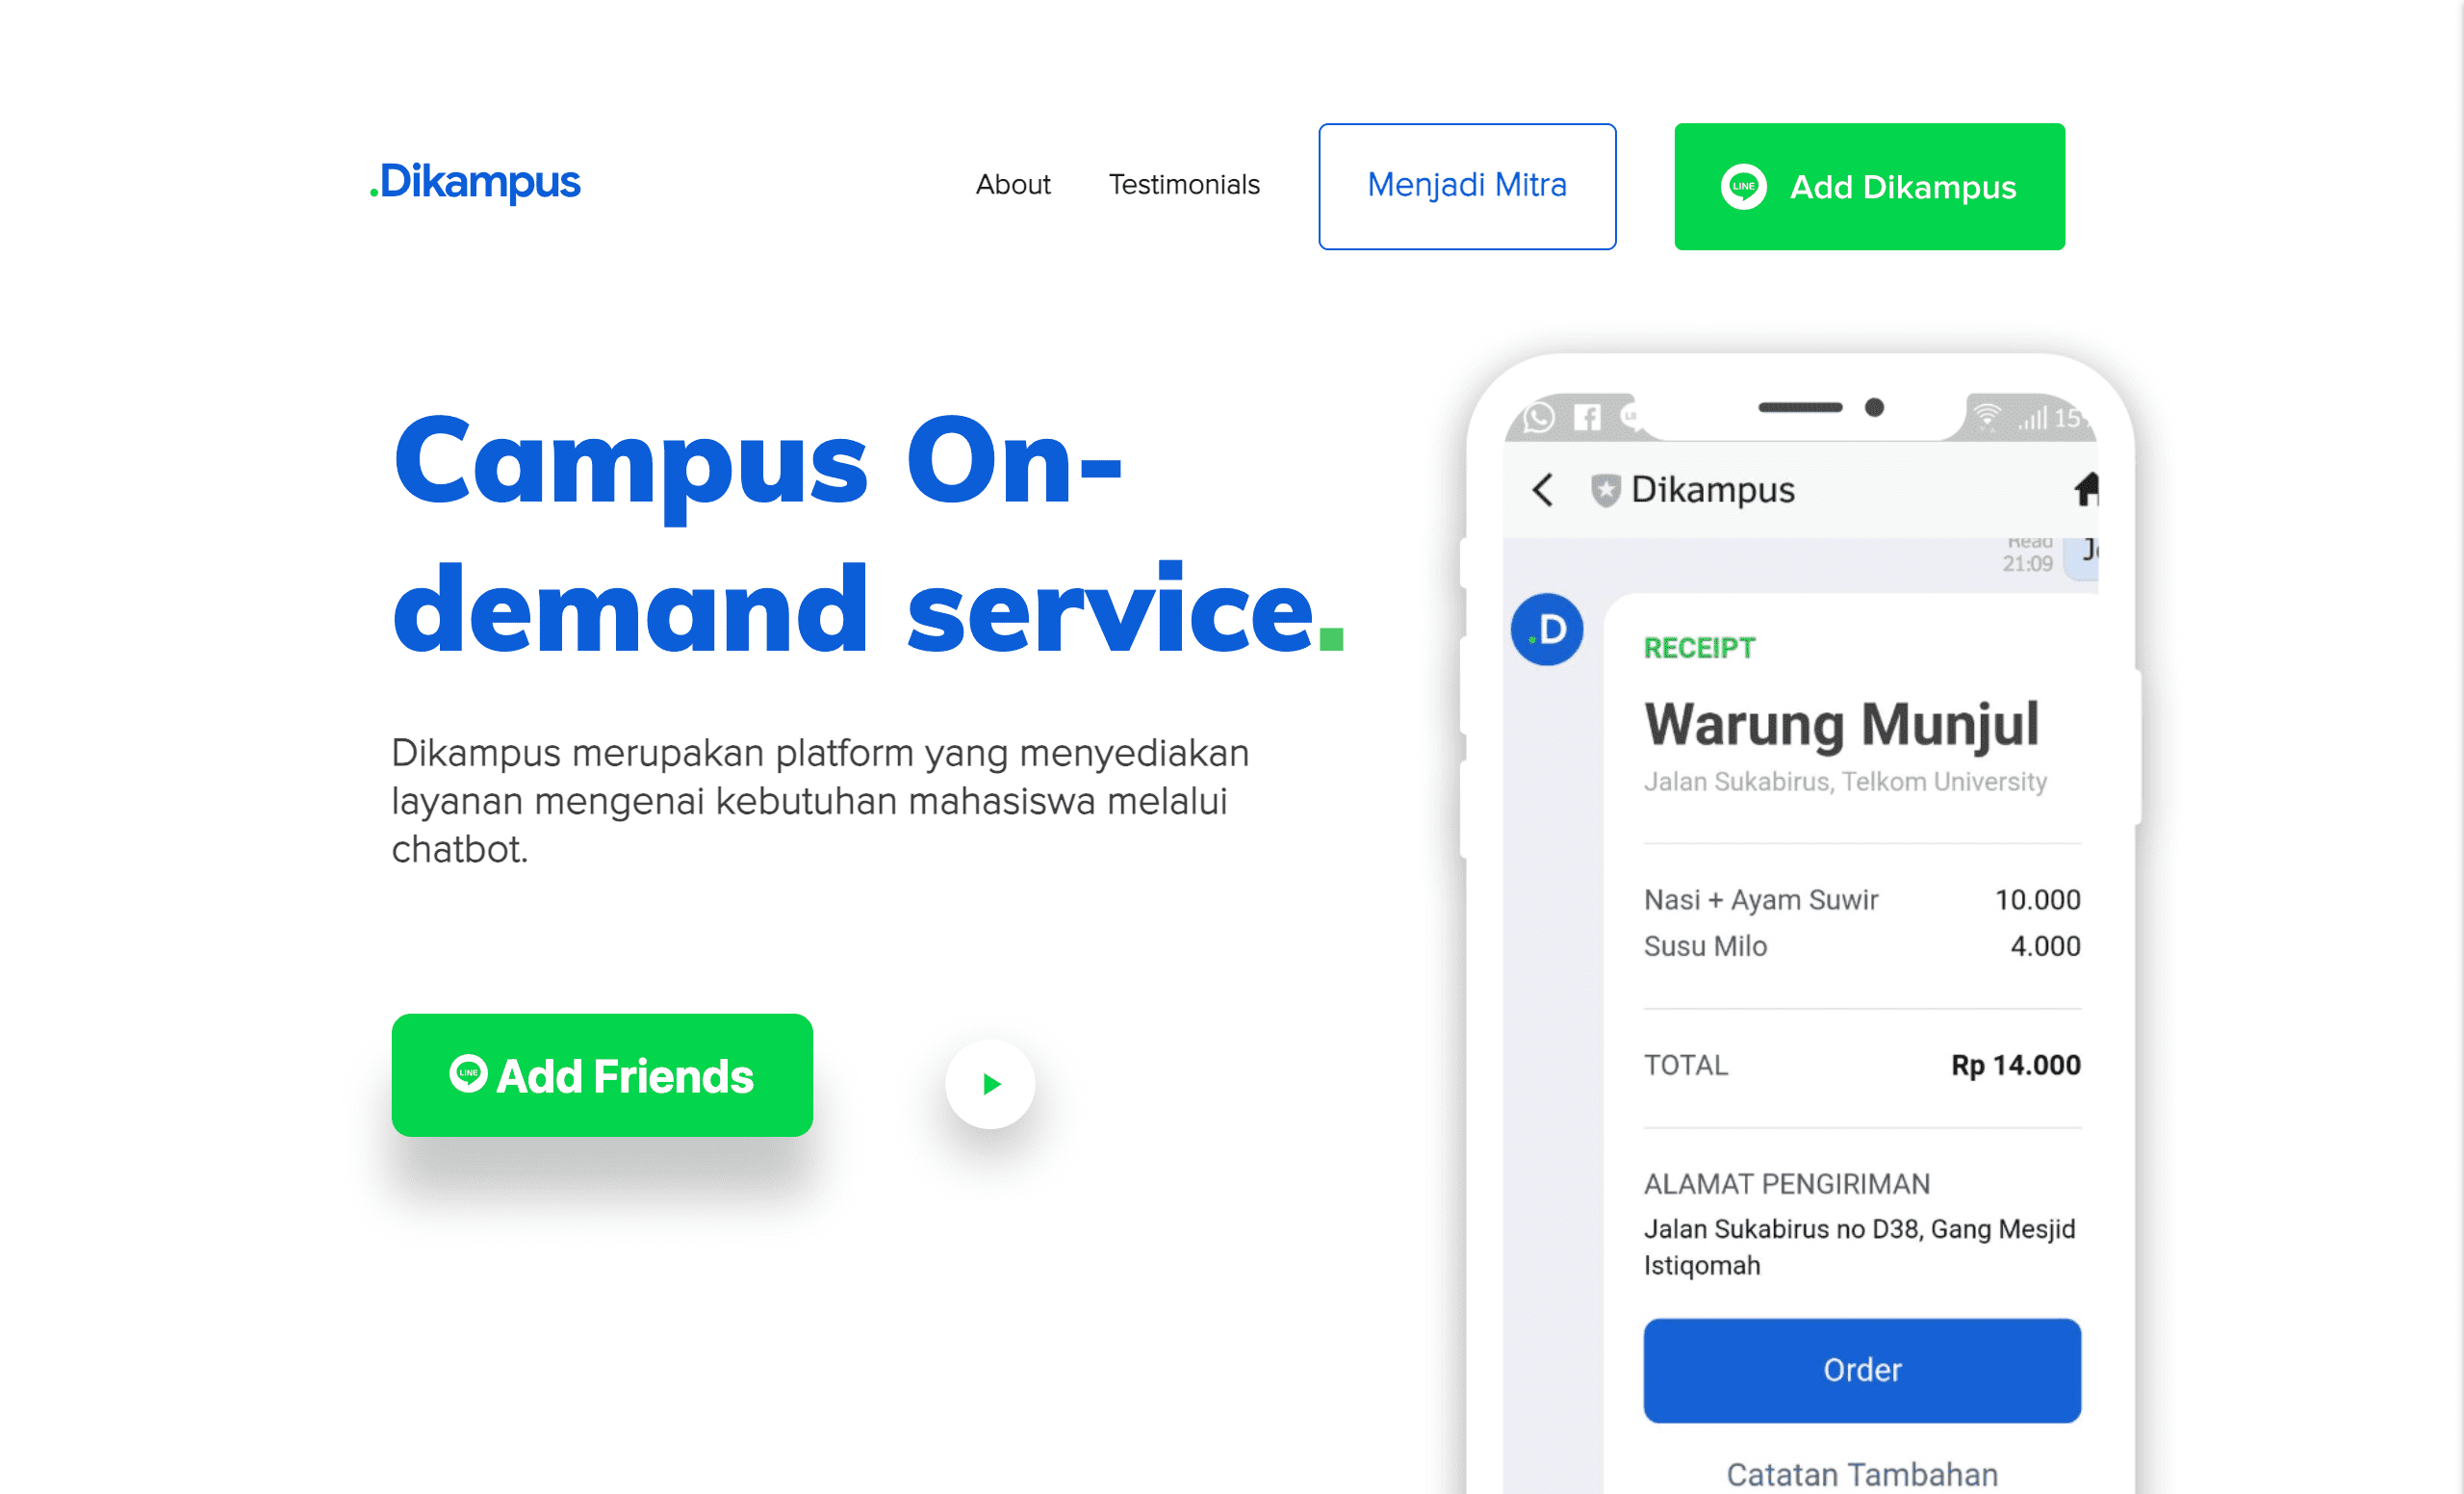 .Dikampus
About
Testimonials
Menjadi Mitra
LINE
Add Dikampus
Campus On-
demand service.
Dikampus merupakan platform yang menyediakan
layanan mengenai kebutuhan mahasiswa melalui
chatbot.
LINE
Add Friends
Dikampus
Read
21:09
.D
RECEIPT
Warung Munjul
Jalan Sukabirus, Telkom University
Nasi + Ayam Suwir 10.000
Susu Milo 4.000
TOTAL Rp 14.000
ALAMAT PENGIRIMAN
Jalan Sukabirus no D38, Gang Mesjid
Istiqomah
Order
Catatan Tambahan